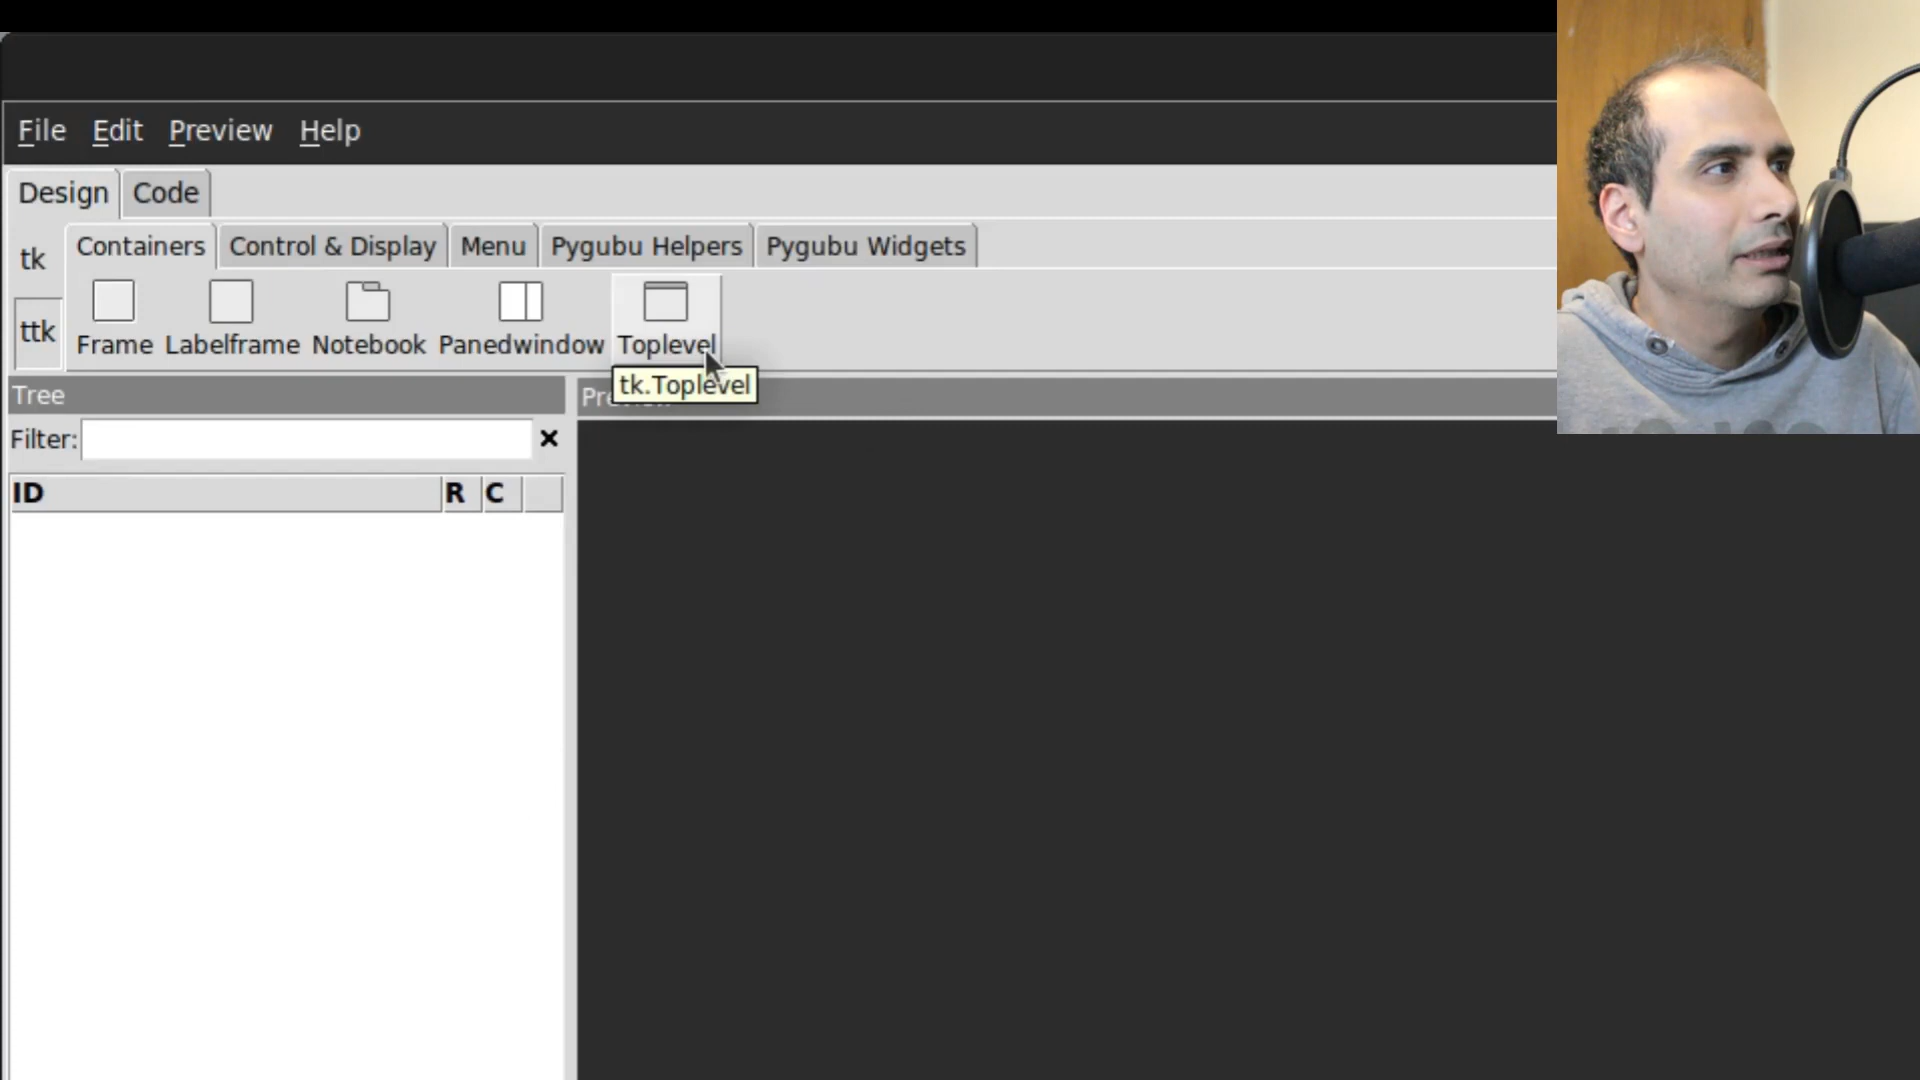 File Edit Preview Help
Design Code
tk Containers Control & Display Menu Pygubu Helpers Pygubu Widgets
ttk Frame Labelframe Notebook Panedwindow Toplevel
tk.Toplevel
Tree
Filter:
ID R C